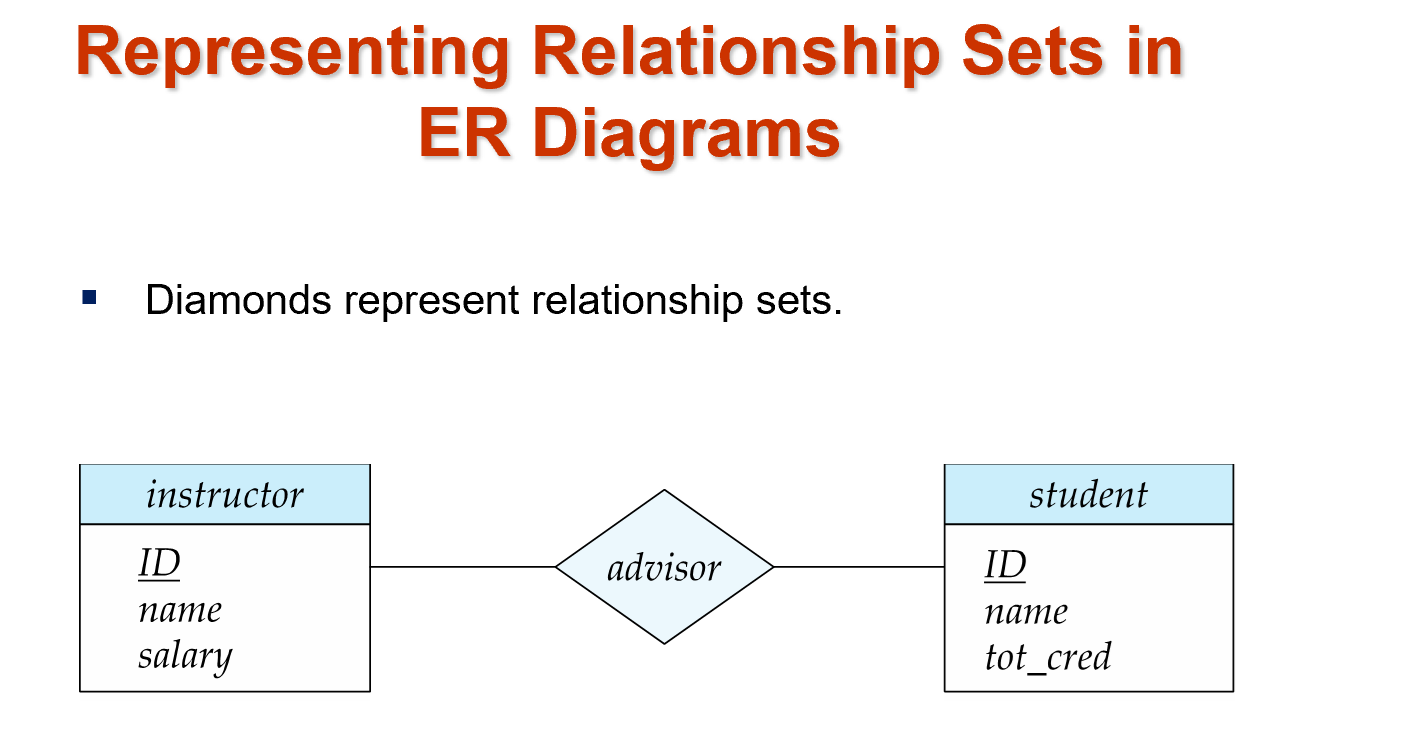 Representing Relationship Sets in
ER Diagrams
Diamonds represent relationship sets.
instructor
ID
name
salary
advisor
student
ID
name
tot_cred